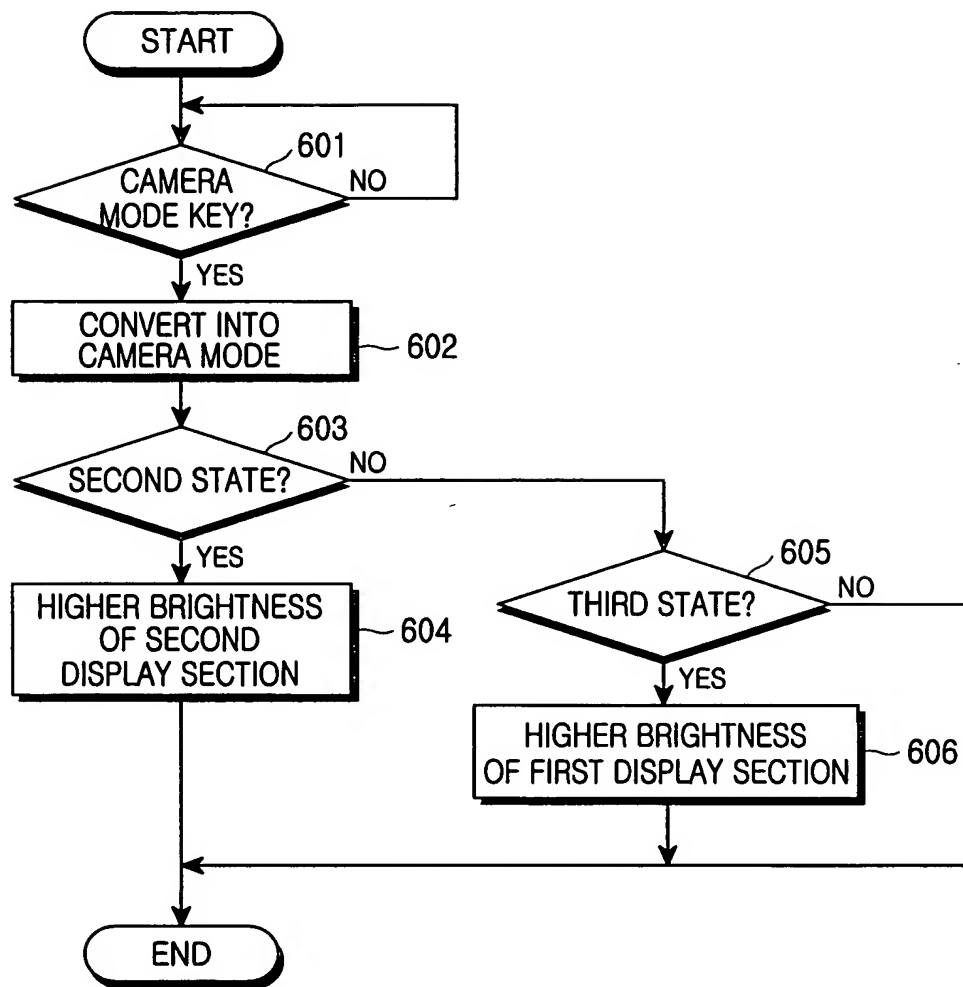 START
601
CAMERA
MODE KEY?
NO
YES
CONVERT INTO
CAMERA MODE
602
603
SECOND STATE?
NO
YES
605
THIRD STATE?
NO
HIGHER BRIGHTNESS
OF SECOND
DISPLAY SECTION
604
YES
HIGHER BRIGHTNESS
OF FIRST DISPLAY SECTION
606
END